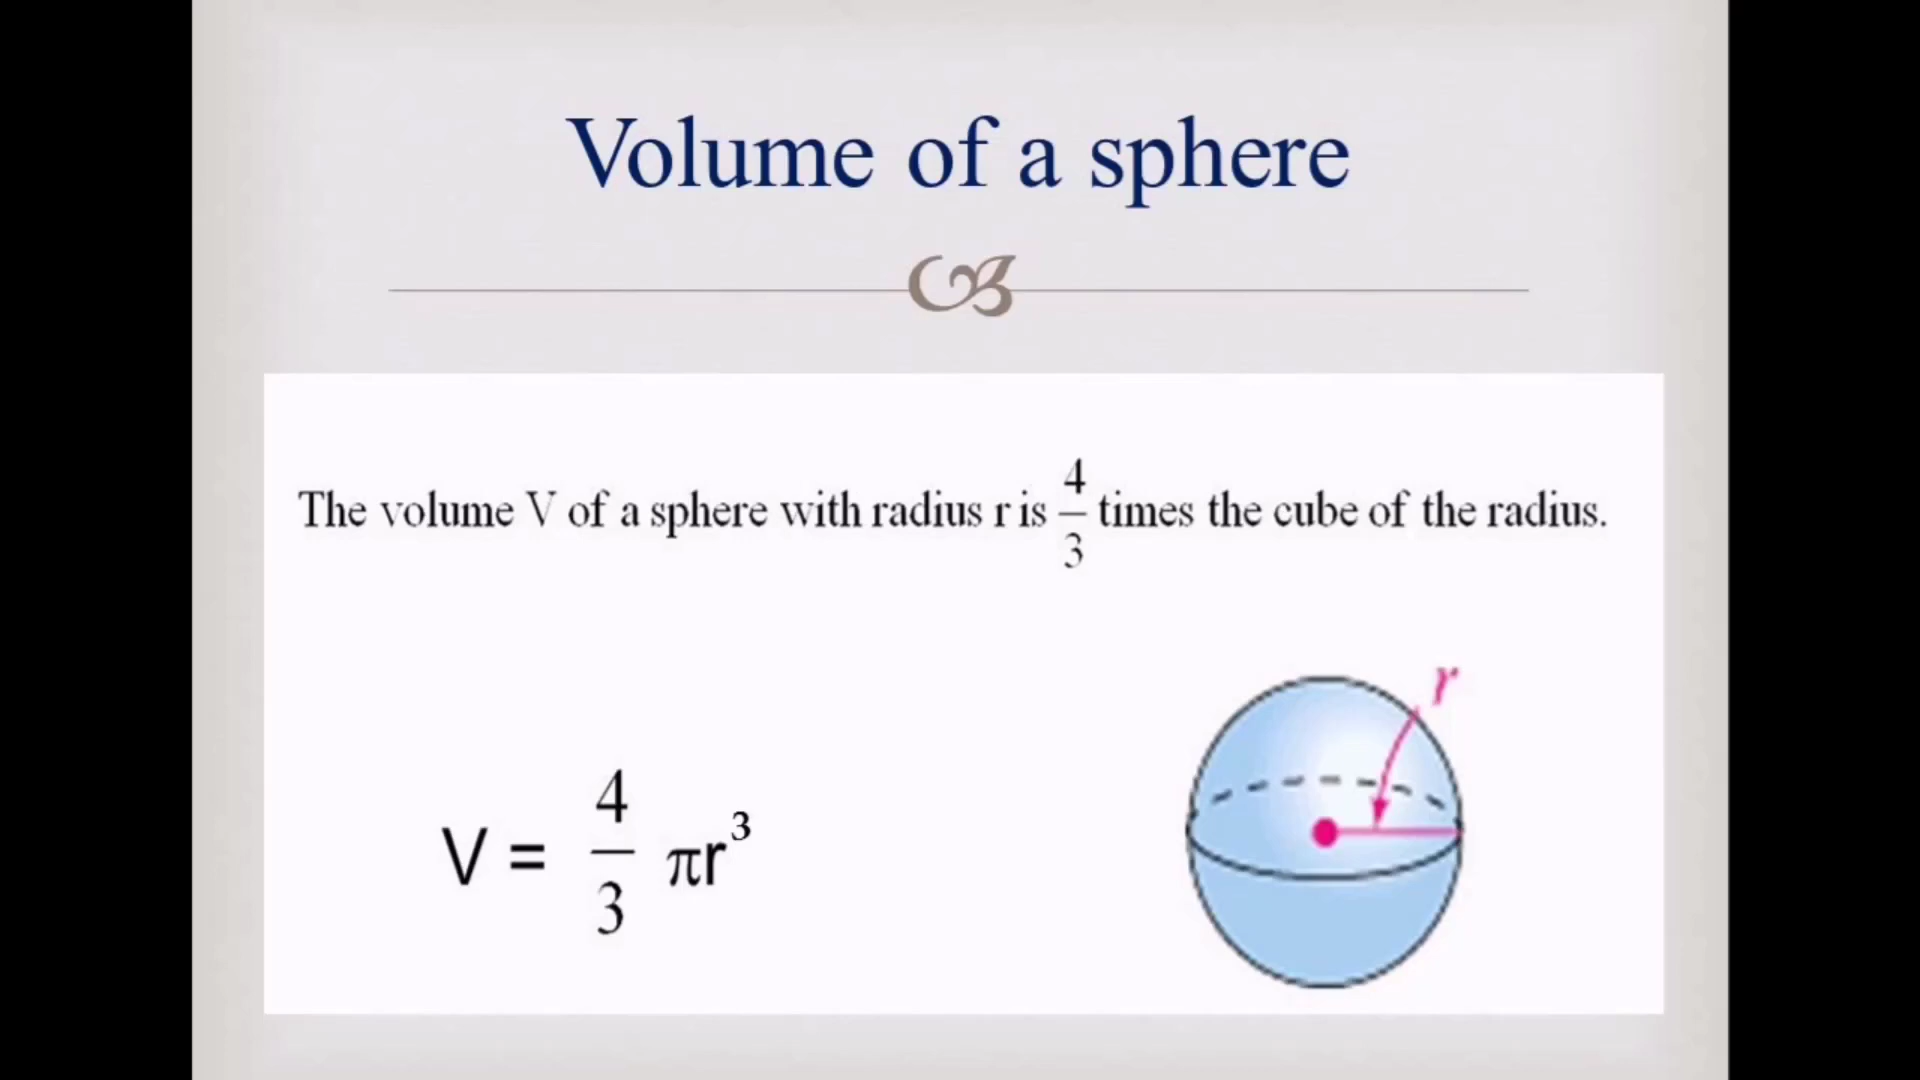 Volume of a sphere
The volume V of a sphere with radius r is 4/3 times the cube of the radius.
r
V = 4/3 πr³